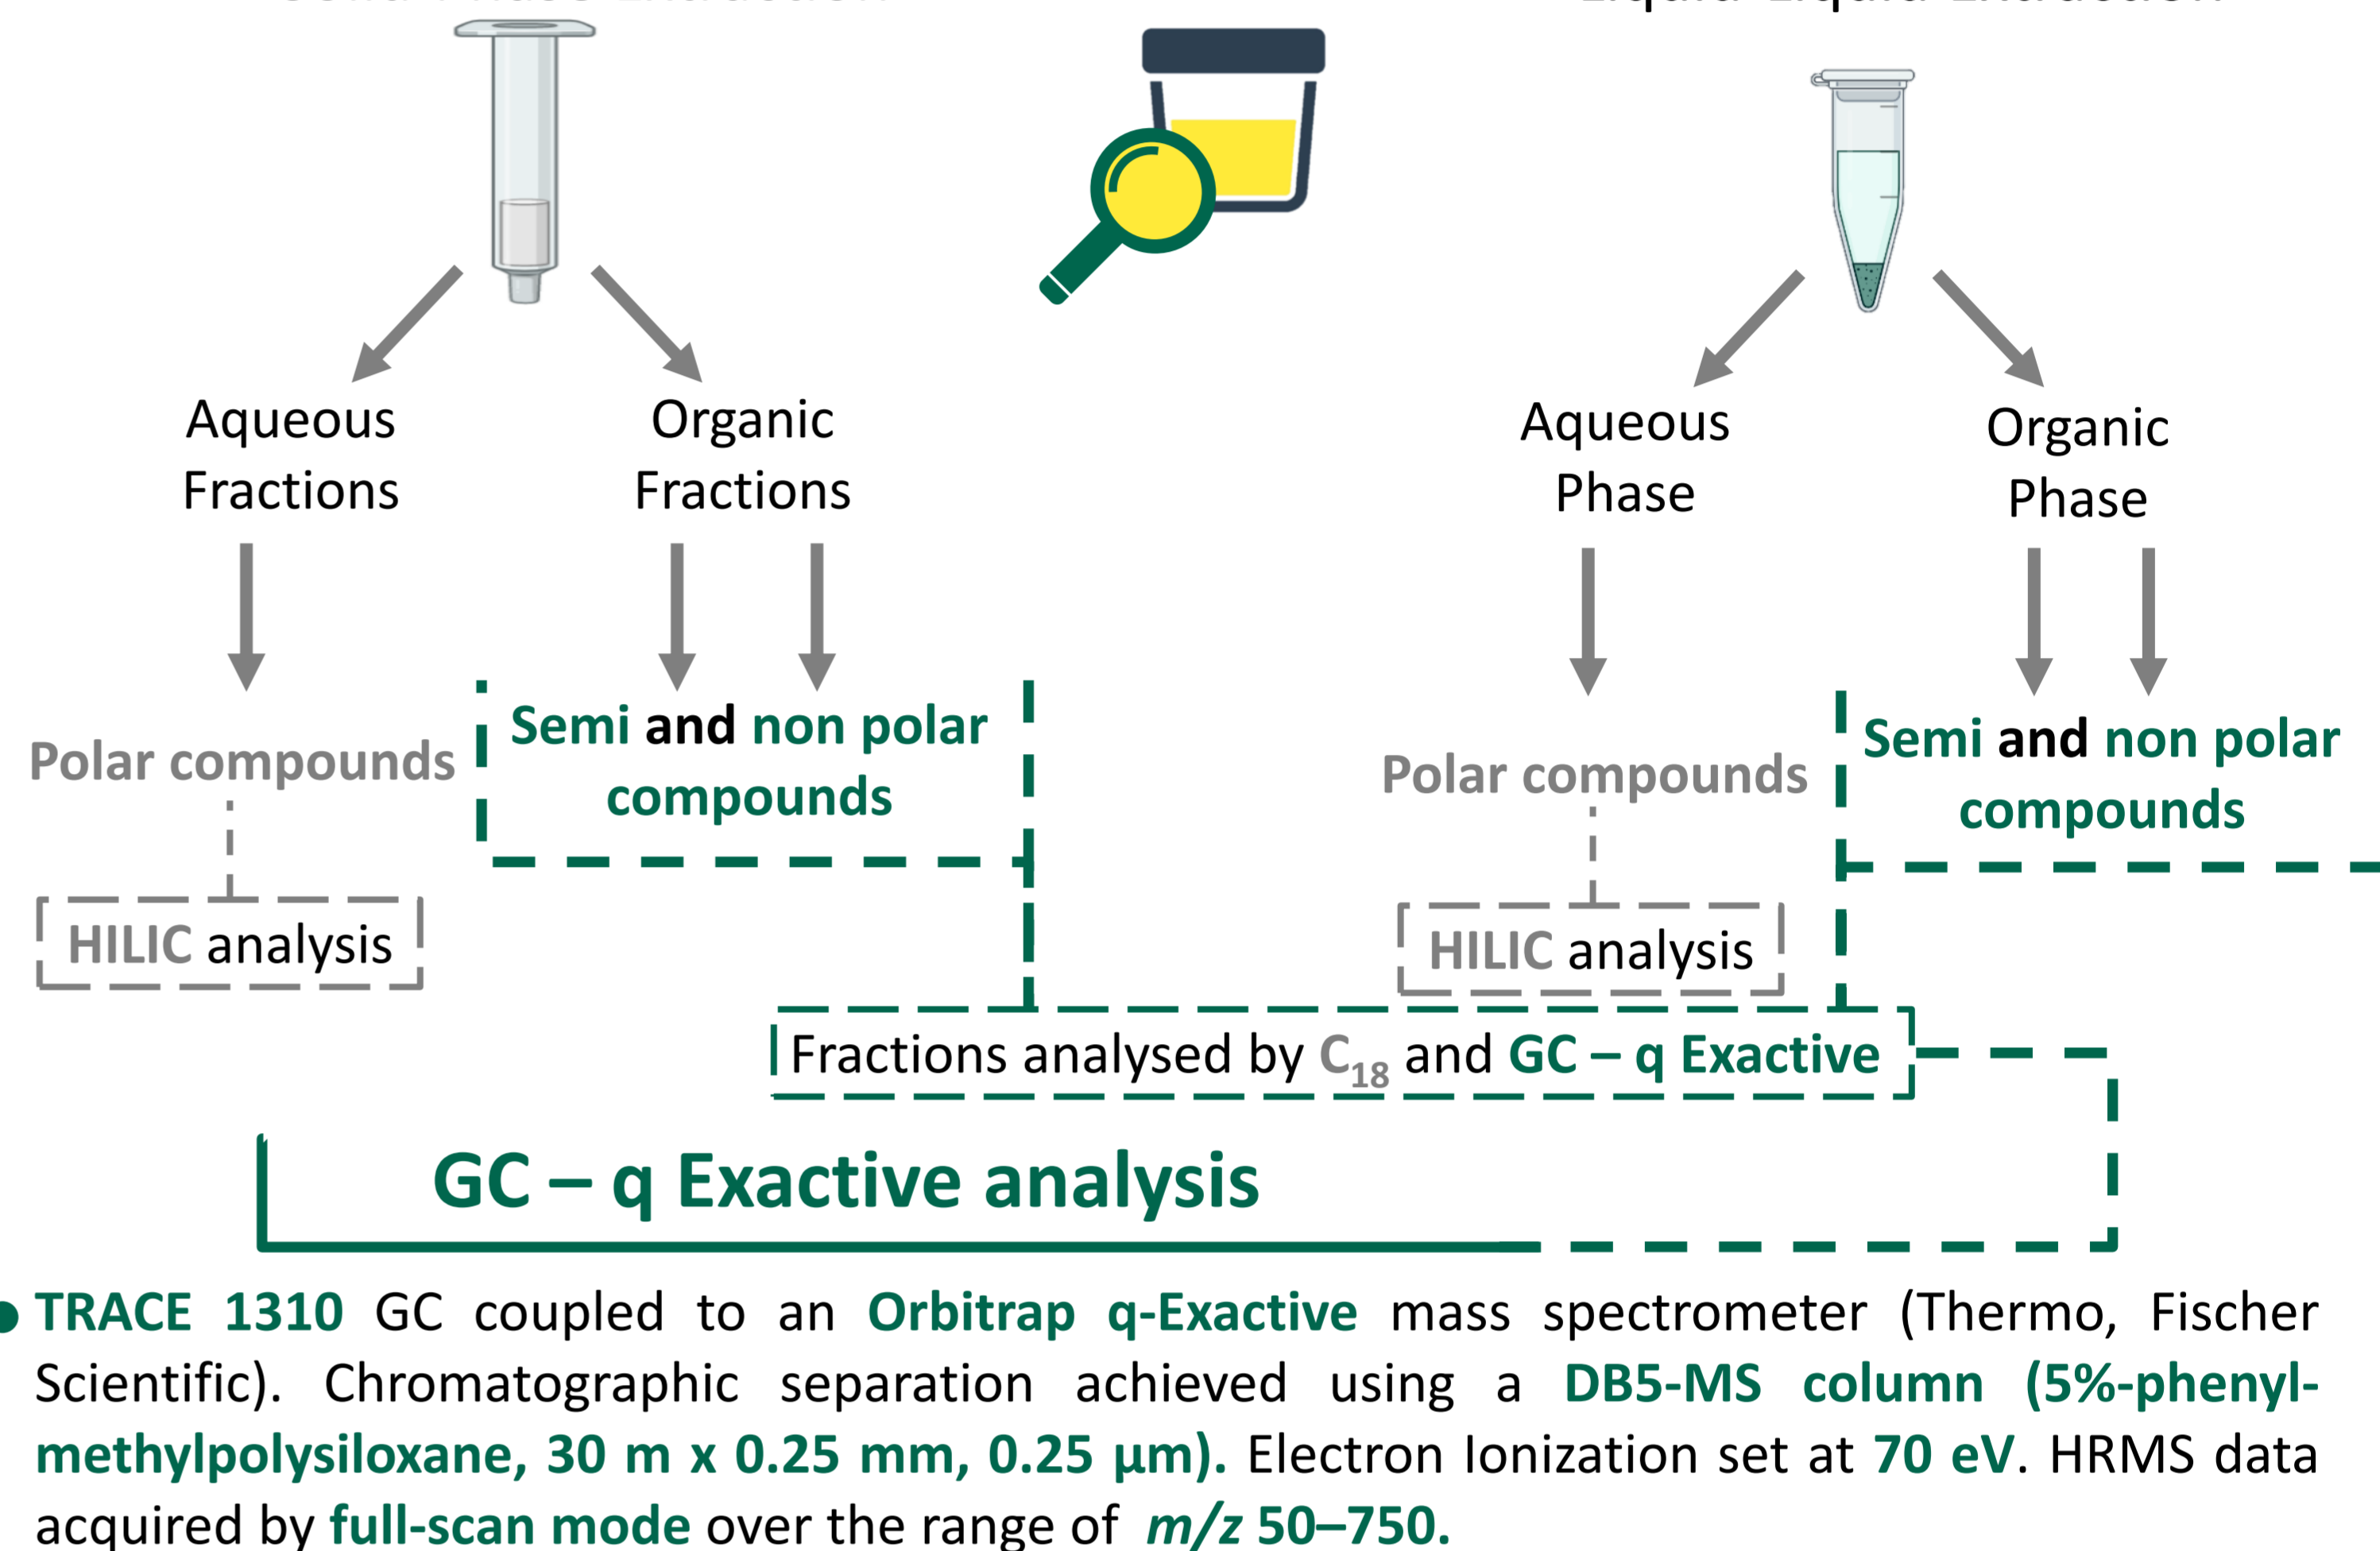 Aqueous
Fractions
Organic
Fractions
Aqueous
Phase
Organic
Phase
Polar compounds
Semi and non polar
compounds
Polar compounds
Semi and non polar
compounds
HILIC analysis
HILIC analysis
Fractions analysed by C18 and GC – q Exactive
GC – q Exactive analysis
● TRACE 1310 GC coupled to an Orbitrap q-Exactive mass spectrometer (Thermo, Fischer
Scientific). Chromatographic separation achieved using a DB5-MS column (5%-phenyl-
methylpolysiloxane, 30 m x 0.25 mm, 0.25 µm). Electron Ionization set at 70 eV. HRMS data
acquired by full-scan mode over the range of m/z 50–750.